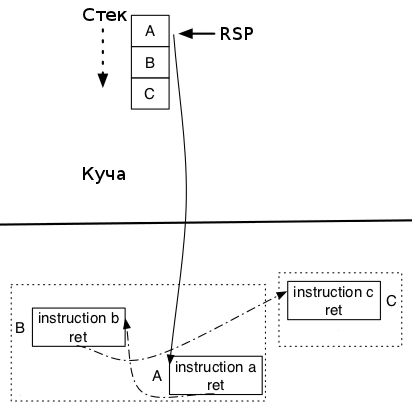 Стек
A
RSP
B
C
Куча
instruction c
ret
C
B
instruction b
ret
A
instruction a
ret